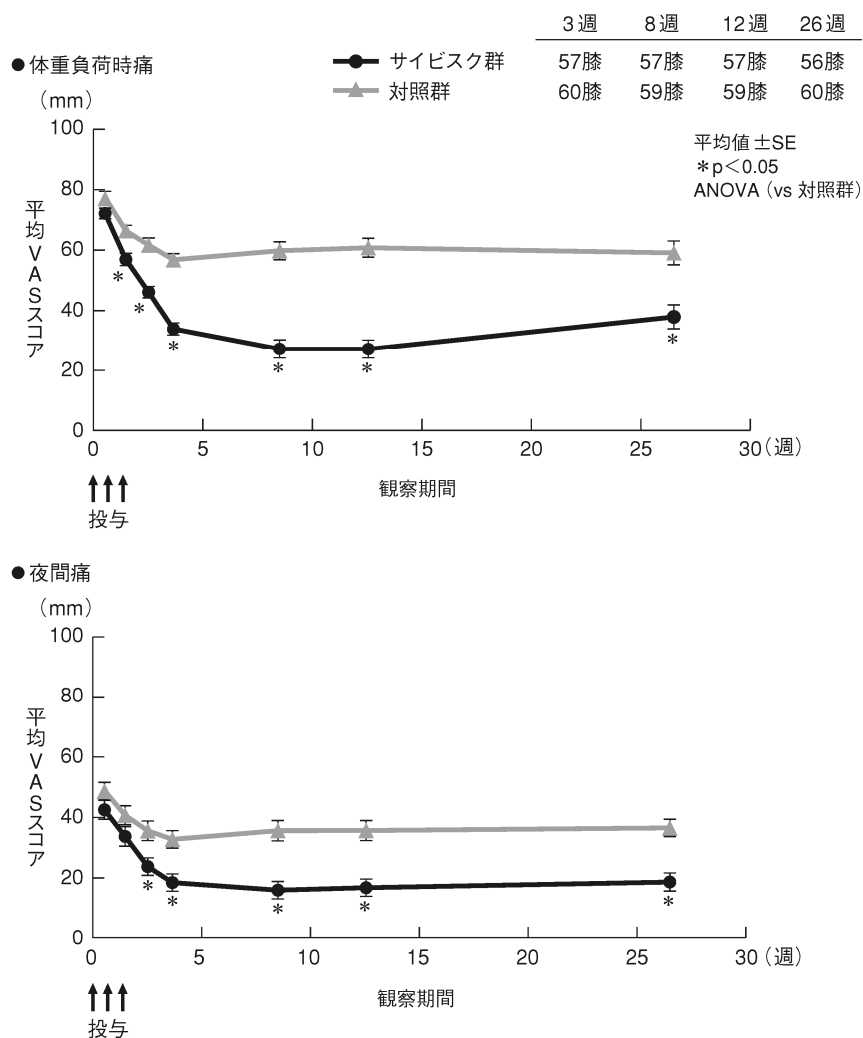 3週 8週 12週 26週
●体重負荷時痛
サイビスク群 57膝 57膝 57膝 56膝
対照群 60膝 59膝 59膝 60膝
（mm）
平均値±SE
＊p＜0.05
ANOVA（vs 対照群）
平均VASスコア
100
80
60
40
20
0
＊ ＊ ＊ ＊ ＊ ＊
0 5 10 15 20 25 30（週）
観察期間
投与
●夜間痛
（mm）
平均VASスコア
100
80
60
40
20
0
＊ ＊ ＊ ＊ ＊
0 5 10 15 20 25 30（週）
観察期間
投与